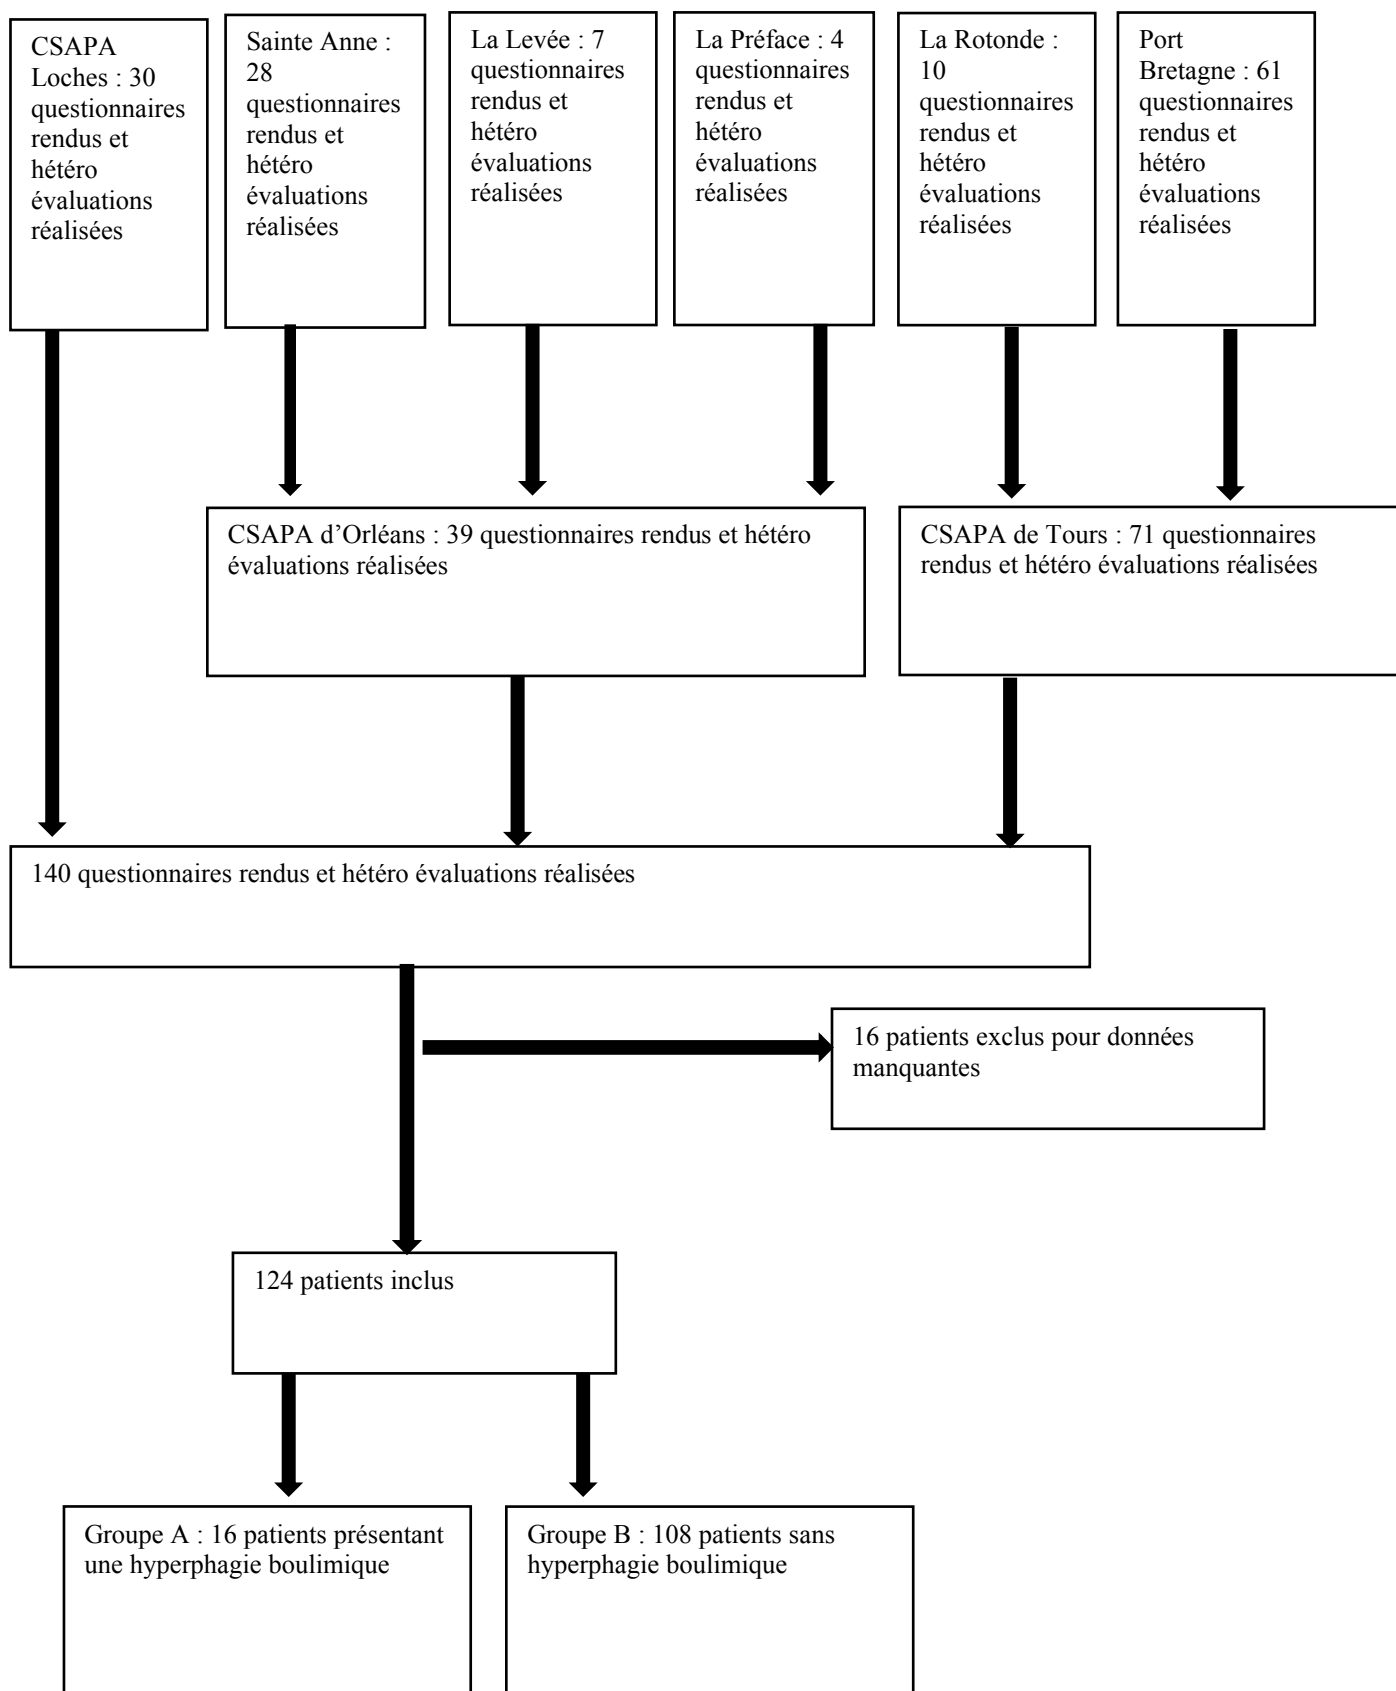 CSAPA
Loches : 30
questionnaires
rendus et
hétéro
évaluations
réalisées
Sainte Anne :
28
questionnaires
rendus et
hétéro
évaluations
réalisées
La Levée : 7
questionnaires
rendus et
hétéro
évaluations
réalisées
La Préface : 4
questionnaires
rendus et
hétéro
évaluations
réalisées
La Rotonde :
10
questionnaires
rendus et
hétéro
évaluations
réalisées
Port
Bretagne : 61
questionnaires
rendus et
hétéro
évaluations
réalisées
CSAPA d’Orléans : 39 questionnaires rendus et hétéro
évaluations réalisées
CSAPA de Tours : 71 questionnaires
rendus et hétéro évaluations réalisées
140 questionnaires rendus et hétéro évaluations réalisées
16 patients exclus pour données
manquantes
124 patients inclus
Groupe A : 16 patients présentant
une hyperphagie boulimique
Groupe B : 108 patients sans
hyperphagie boulimique